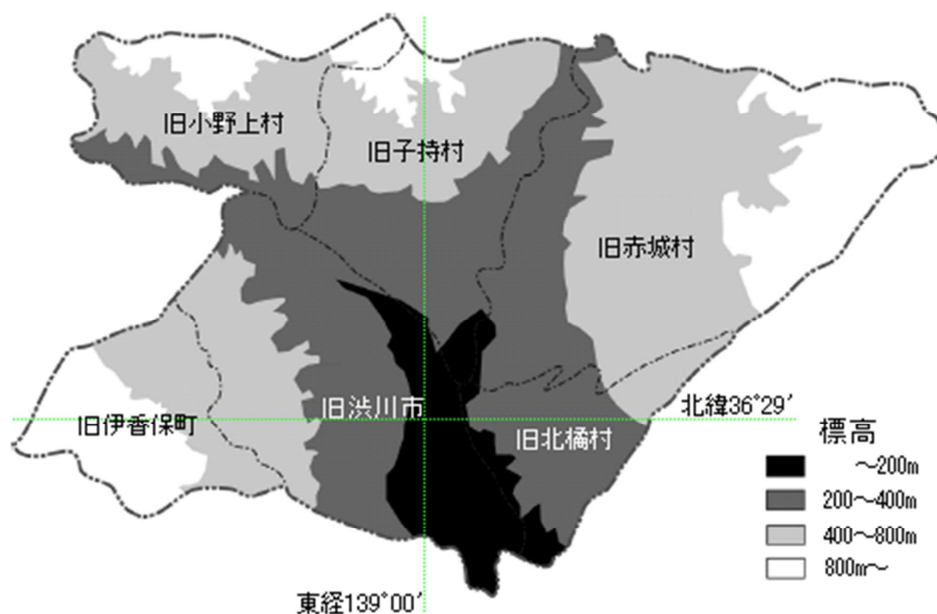 旧小野上村
旧子持村
旧赤城村
旧渋川市
北緯36°29′
旧伊香保町
旧北橘村
標高
～200m
200～400m
400～800m
800m～
東経139°00′